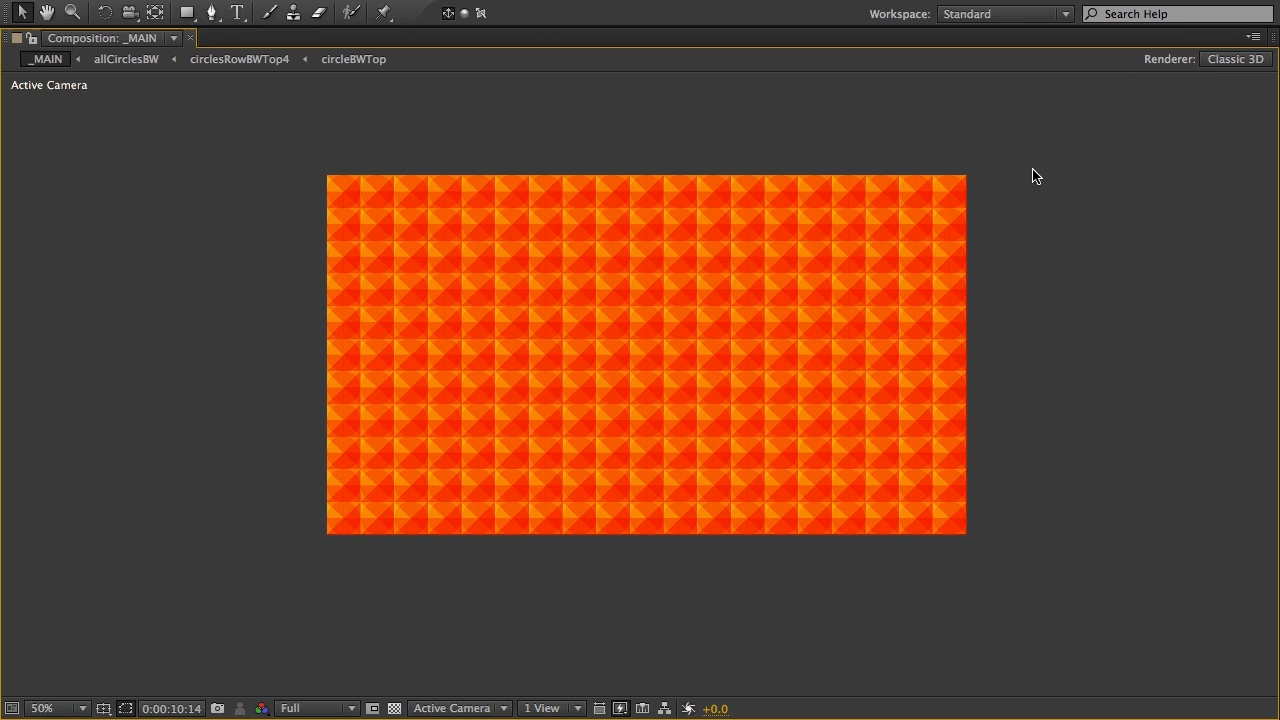 Workspace: Standard Search Help
Composition: _MAIN
_MAIN allCirclesBW circlesRowBWTop4 circleBWTop Renderer: Classic 3D
Active Camera
50% 0:00:10:14 Full Active Camera 1 View +0.0